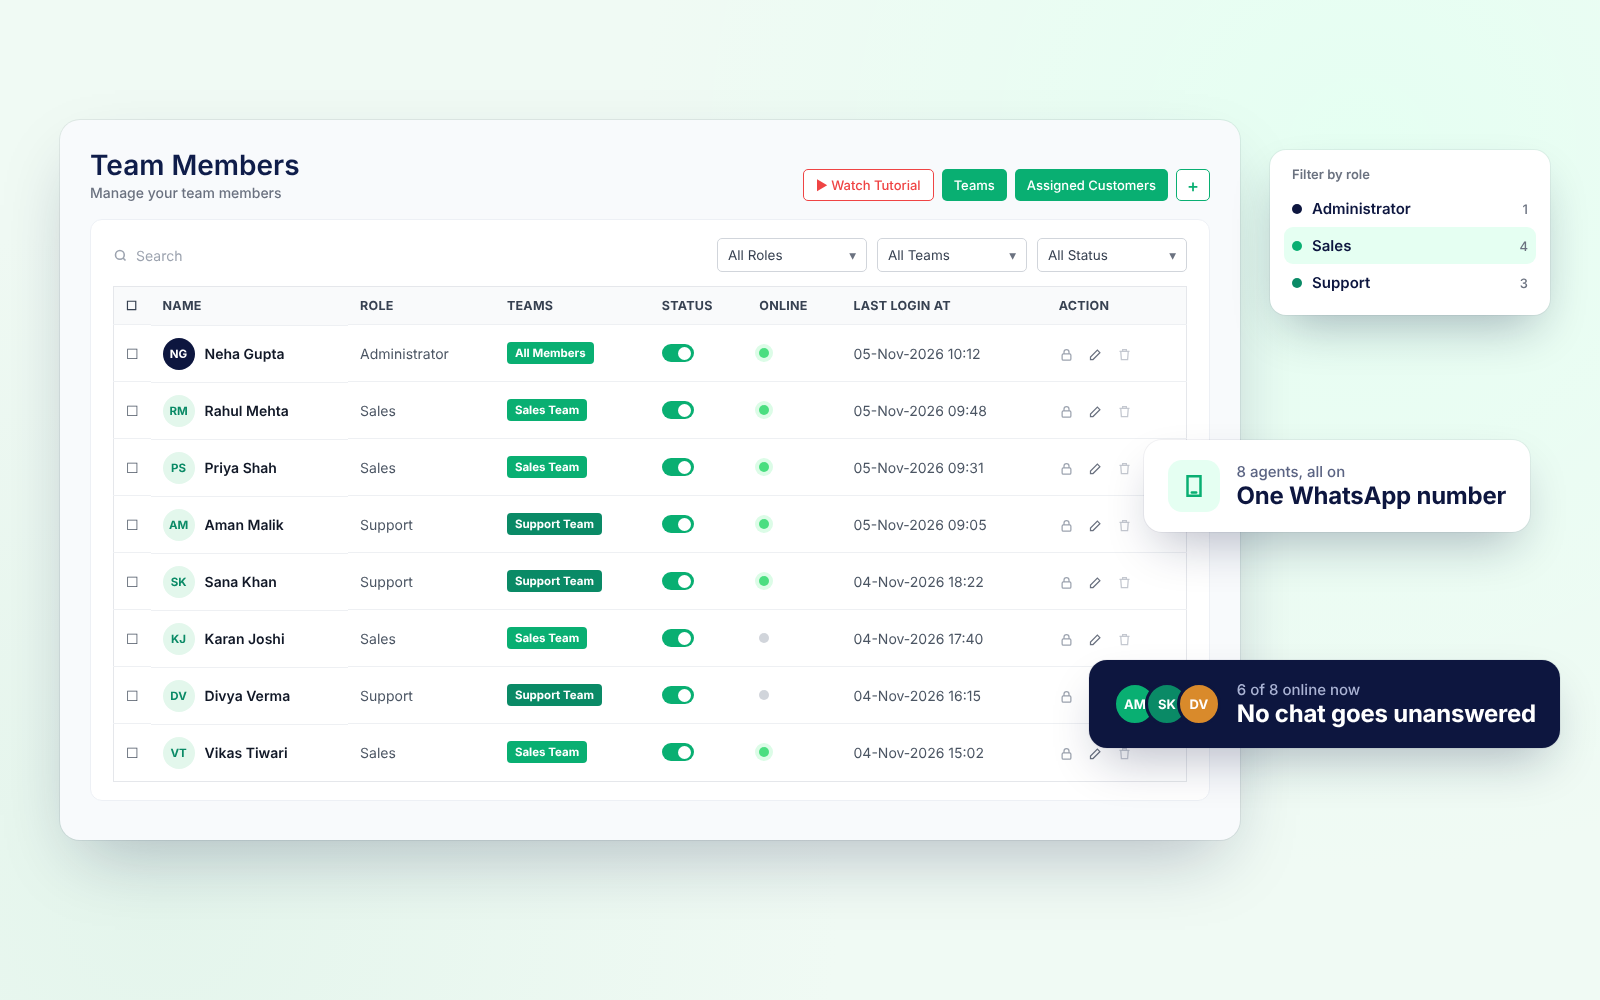 Team Members
Manage your team members
Watch Tutorial
Teams
Assigned Customers
+
Search
All Roles
All Teams
All Status
NAME ROLE TEAMS STATUS ONLINE LAST LOGIN AT ACTION
NG Neha Gupta Administrator All Members 05-Nov-2026 10:12
RM Rahul Mehta Sales Sales Team 05-Nov-2026 09:48
PS Priya Shah Sales Sales Team 05-Nov-2026 09:31
AM Aman Malik Support Support Team 05-Nov-2026 09:05
SK Sana Khan Support Support Team 04-Nov-2026 18:22
KJ Karan Joshi Sales Sales Team 04-Nov-2026 17:40
DV Divya Verma Support Support Team 04-Nov-2026 16:15
VT Vikas Tiwari Sales Sales Team 04-Nov-2026 15:02
Filter by role
Administrator 1
Sales 4
Support 3
8 agents, all on
One WhatsApp number
AM SK DV
6 of 8 online now
No chat goes unanswered